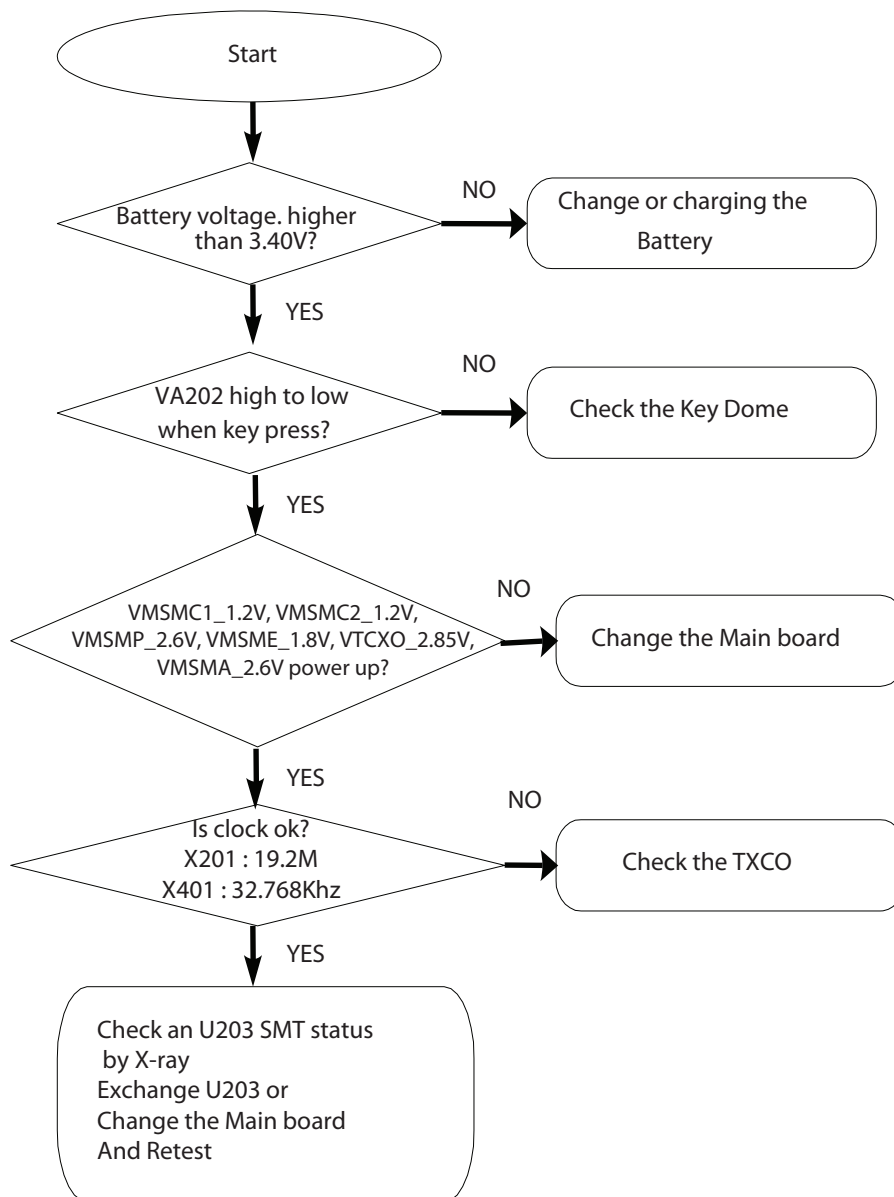 Start
Battery voltage. higher
than 3.40V?
NO
Change or charging the
Battery
YES
VA202 high to low
when key press?
NO
Check the Key Dome
YES
VMSMC1_1.2V, VMSMC2_1.2V,
VMSMP_2.6V, VMSME_1.8V, VTCXO_2.85V,
VMSMA_2.6V power up?
NO
Change the Main board
YES
Is clock ok?
X201 : 19.2M
X401 : 32.768Khz
NO
Check the TXCO
YES
Check an U203 SMT status
by X-ray
Exchange U203 or
Change the Main board
And Retest